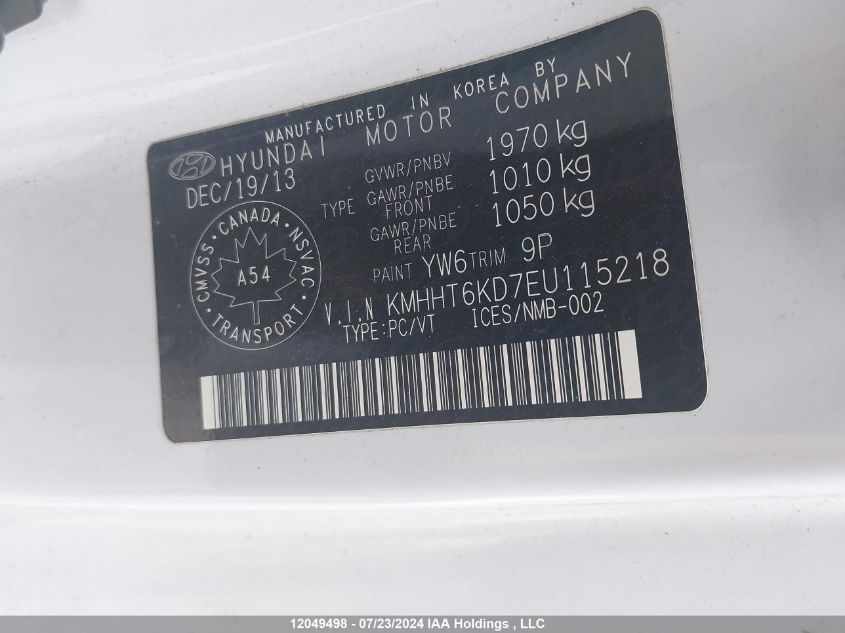 MANUFACTURED IN KOREA BY
HYUNDAI MOTOR COMPANY
DEC/19/13
GVWR/PNBV 1970 kg
TYPE GAWR/PNBE FRONT 1010 kg
GAWR/PNBE REAR 1050 kg
PAINT YW6 TRIM 9P
V.I.N KMHHT6KD7EU115218
TYPE:PC/VT ICES/NMB-002
CMVSS · CANADA · NSVAC
A54
· TRANSPORT ·
12049498 - 07/23/2024 IAA Holdings , LLC